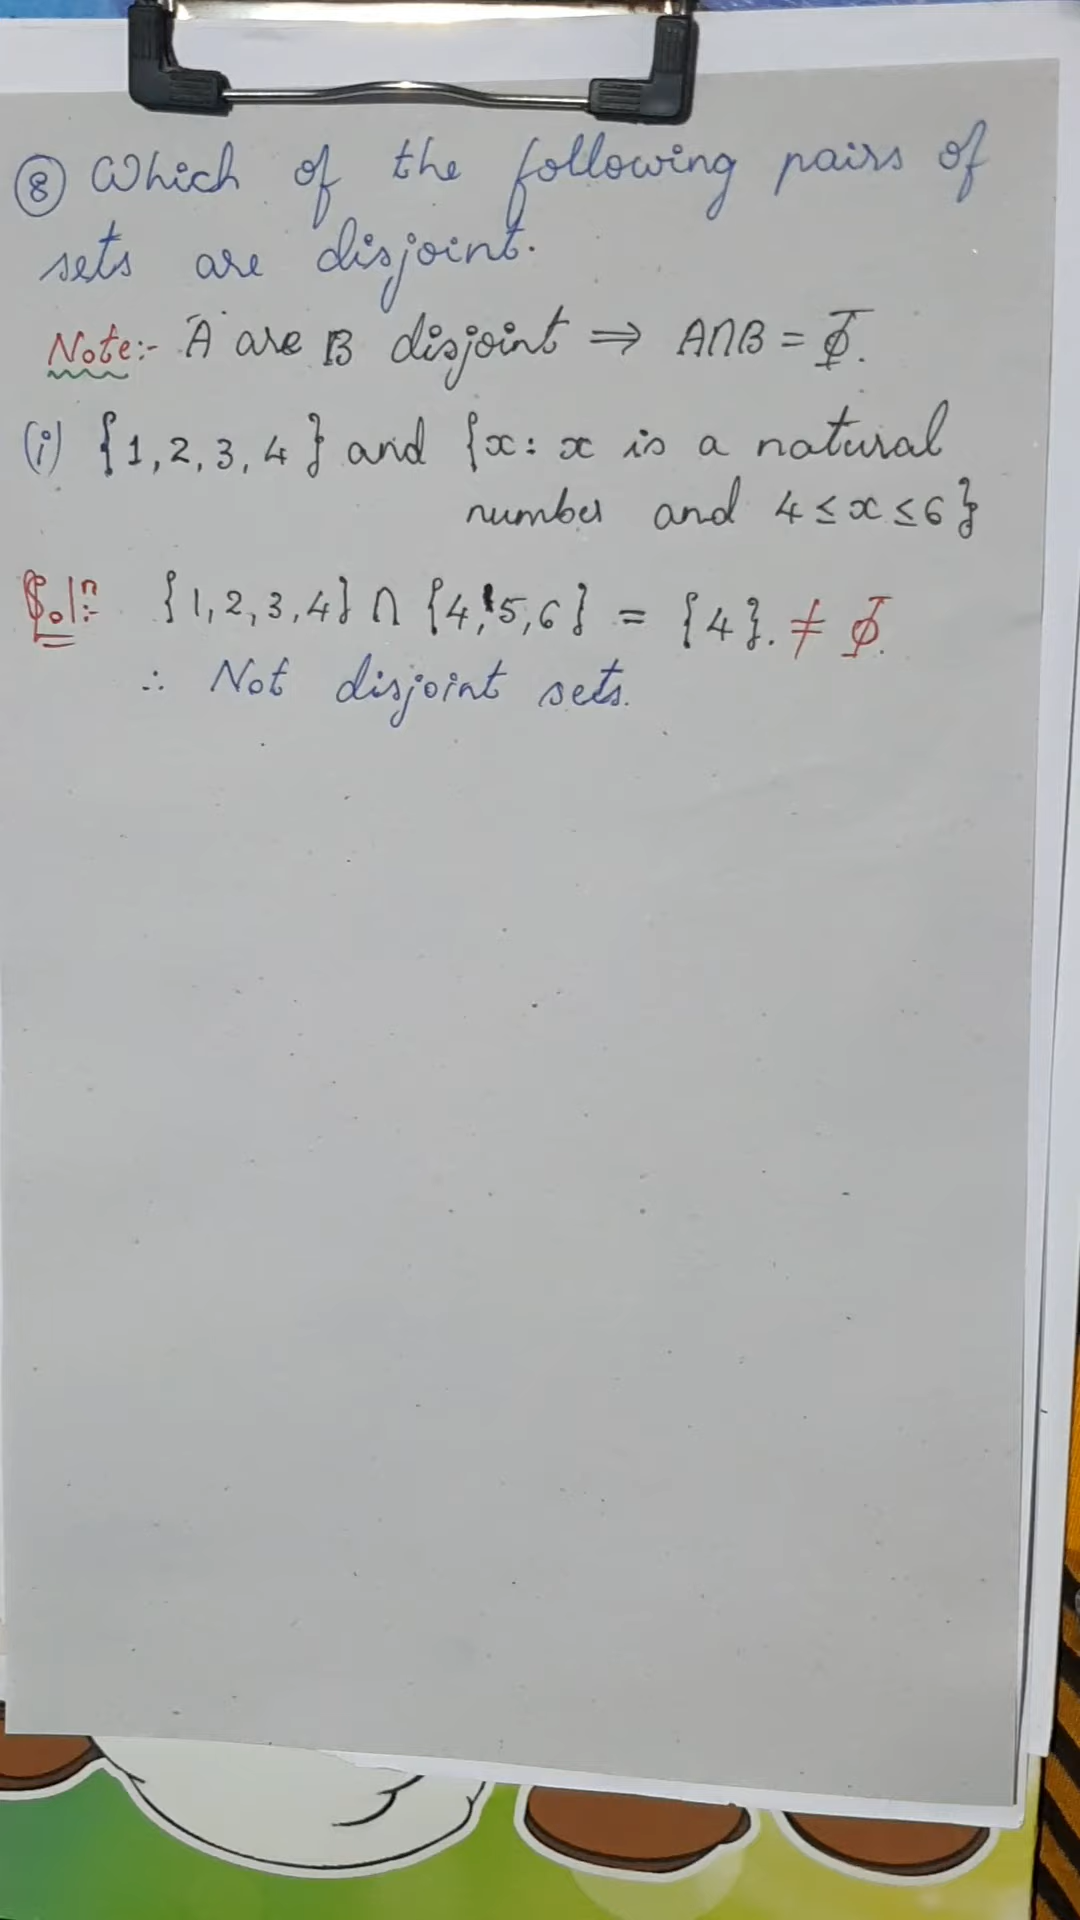 ⑧ Which of the following pairs of
sets are disjoint.
Note:- A are B disjoint ⇒ A∩B = Φ.
(i) {1,2,3,4} and {x: x is a natural
number and 4≤x≤6}
Solⁿ:- {1,2,3,4} ∩ {4,5,6} = {4}. ≠ Φ.
∴ Not disjoint sets.